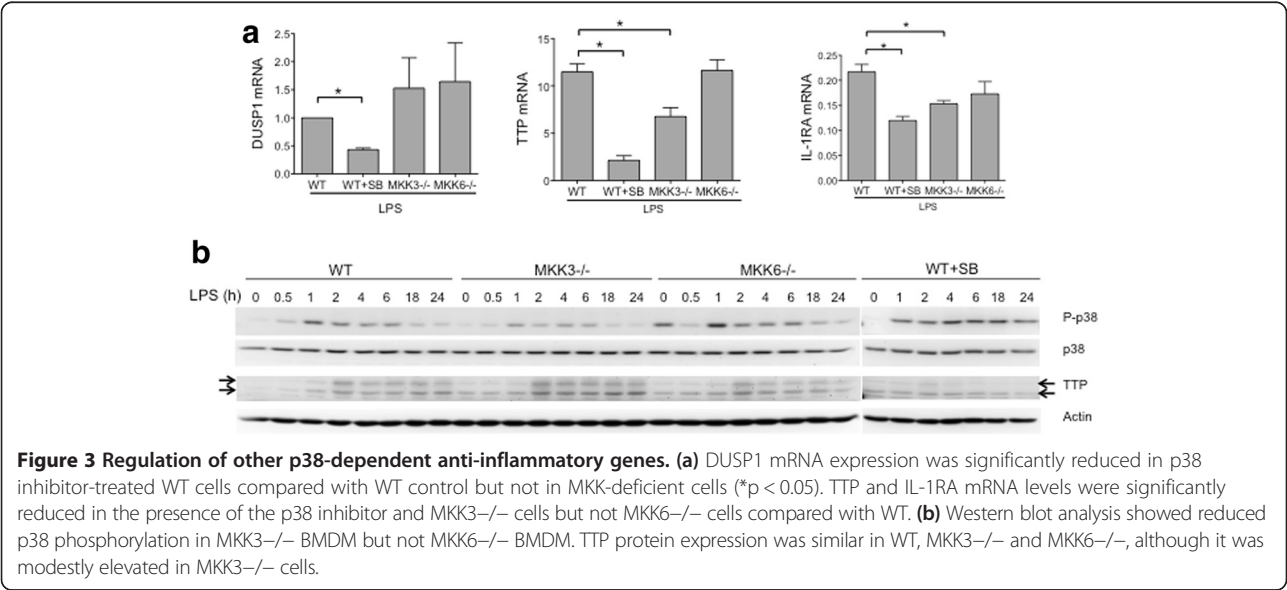 a
2.5
2.0
1.5
1.0
0.5
0.0
DUSP1 mRNA
*
WT WT+SB MKK3-/- MKK6-/-
LPS
15
10
5
0
TTP mRNA
*
*
WT WT+SB MKK3-/- MKK6-/-
LPS
0.25
0.20
0.15
0.10
0.05
0.00
IL-1RA mRNA
*
*
WT WT+SB MKK3-/- MKK6-/-
LPS
b
WT MKK3-/- MKK6-/- WT+SB
LPS (h) 0 0.5 1 2 4 6 18 24 0 0.5 1 2 4 6 18 24 0 0.5 1 2 4 6 18 24 0 1 2 4 6 18 24
P-p38
p38
TTP
Actin
Figure 3 Regulation of other p38-dependent anti-inflammatory genes. (a) DUSP1 mRNA expression was significantly reduced in p38
inhibitor-treated WT cells compared with WT control but not in MKK-deficient cells (*p < 0.05). TTP and IL-1RA mRNA levels were significantly
reduced in the presence of the p38 inhibitor and MKK3−/− cells but not MKK6−/− cells compared with WT. (b) Western blot analysis showed reduced
p38 phosphorylation in MKK3−/− BMDM but not MKK6−/− BMDM. TTP protein expression was similar in WT, MKK3−/− and MKK6−/−, although it was
modestly elevated in MKK3−/− cells.